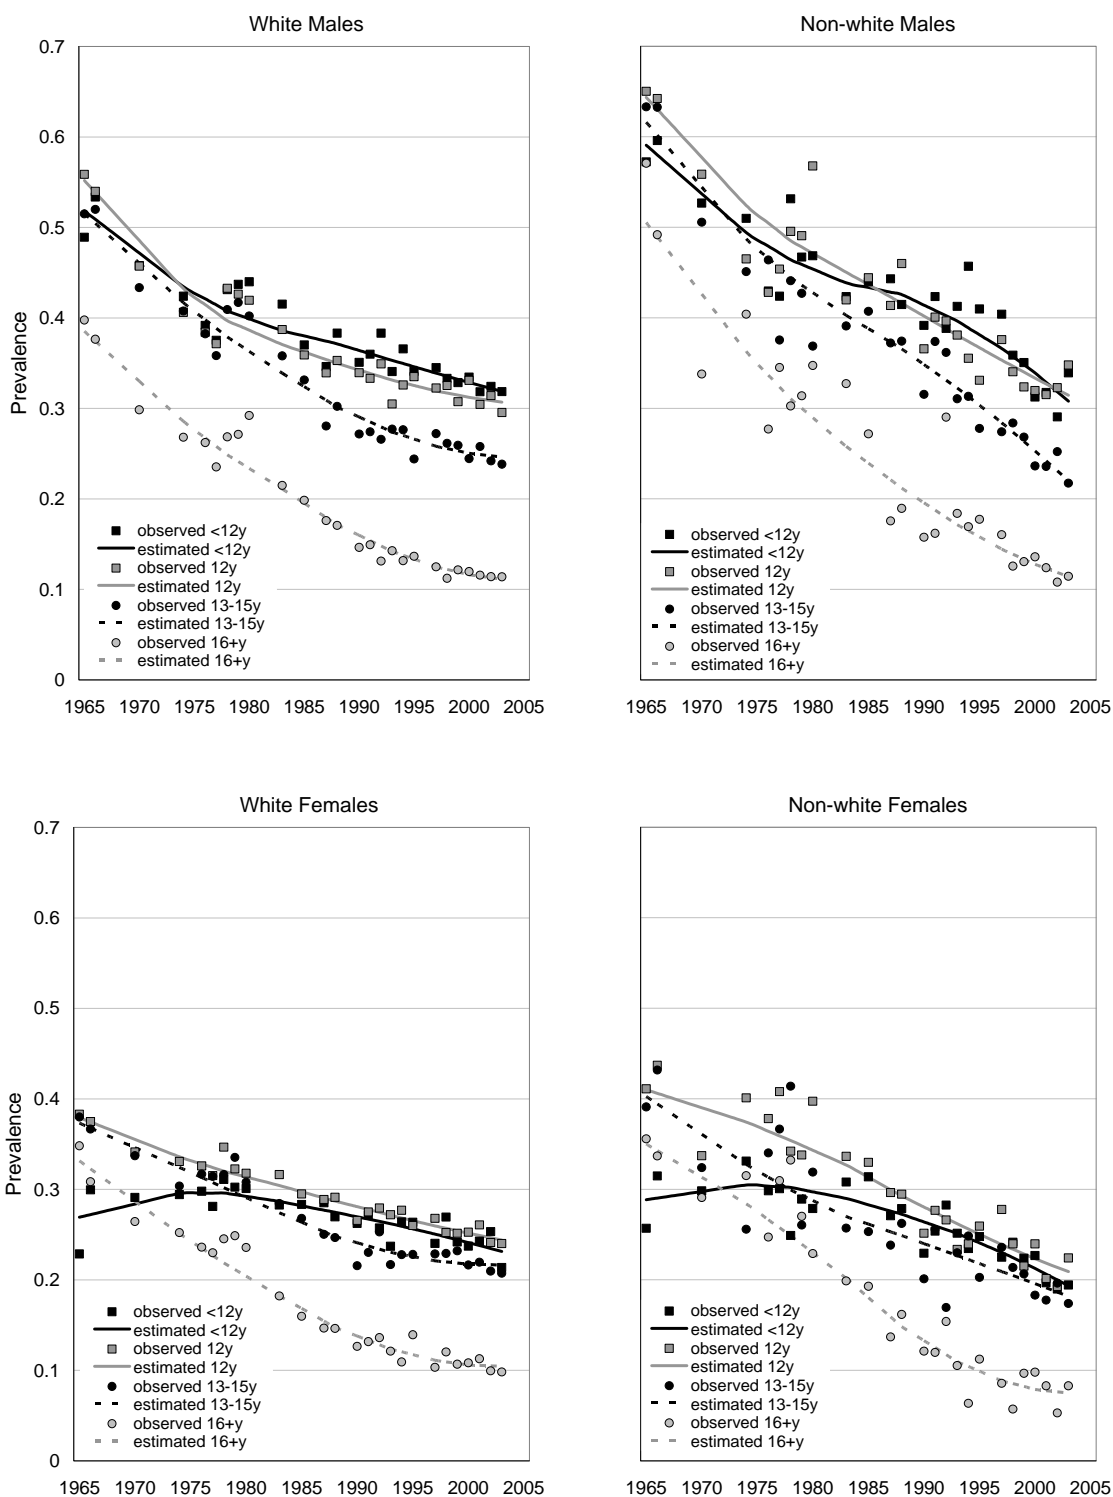 White Males
Non-white Males
Prevalence
0.7
0.6
0.5
0.4
0.3
0.2
0.1
0
observed <12y
estimated <12y
observed 12y
estimated 12y
observed 13-15y
estimated 13-15y
observed 16+y
estimated 16+y
observed <12y
estimated <12y
observed 12y
estimated 12y
observed 13-15y
estimated 13-15y
observed 16+y
estimated 16+y
1965 1970 1975 1980 1985 1990 1995 2000 2005
1965 1970 1975 1980 1985 1990 1995 2000 2005
White Females
Non-white Females
Prevalence
0.7
0.6
0.5
0.4
0.3
0.2
0.1
0
observed <12y
estimated <12y
observed 12y
estimated 12y
observed 13-15y
estimated 13-15y
observed 16+y
estimated 16+y
observed <12y
estimated <12y
observed 12y
estimated 12y
observed 13-15y
estimated 13-15y
observed 16+y
estimated 16+y
1965 1970 1975 1980 1985 1990 1995 2000 2005
1965 1970 1975 1980 1985 1990 1995 2000 2005